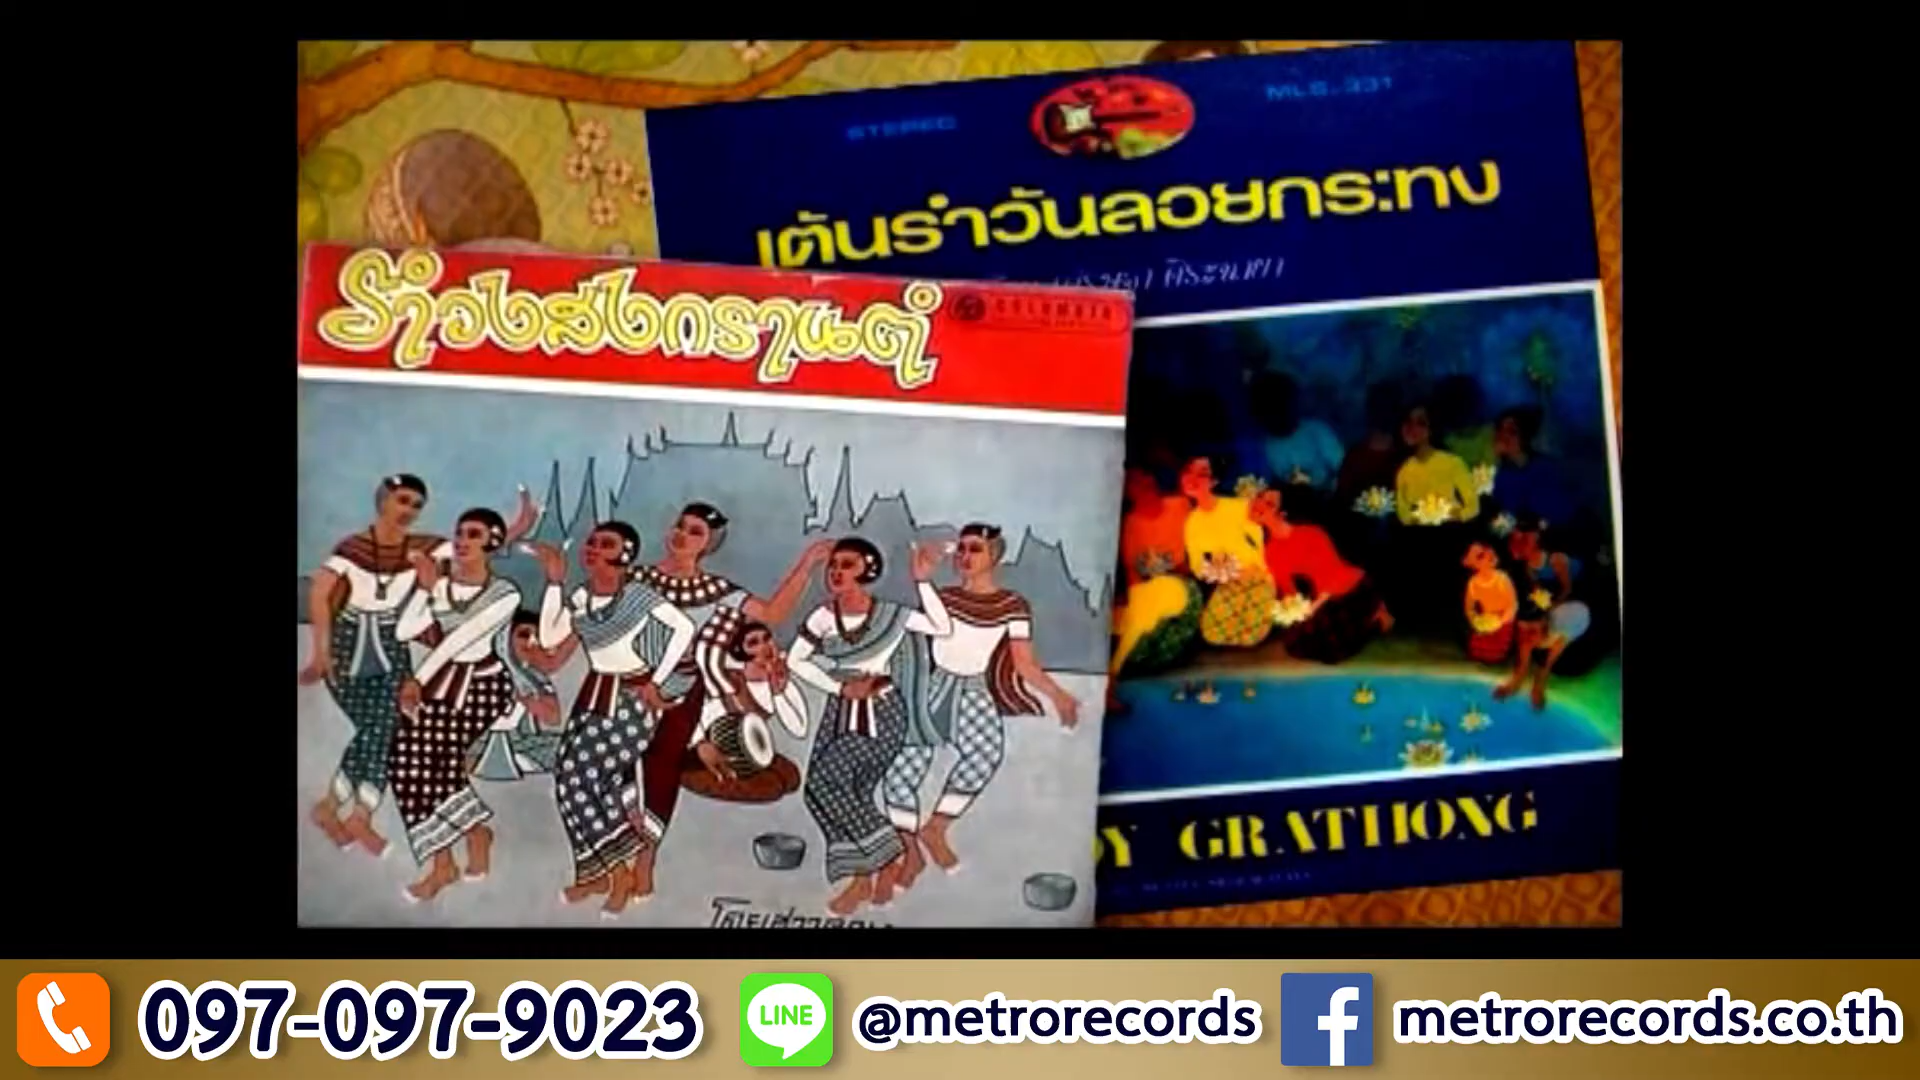 STEREO
MLS-331
เต้นรำวันลอยกระทง
รำวงสงกรานต์
COLUMBIA
GRATHONG
097-097-9023
LINE
@metrorecords
metrorecords.co.th